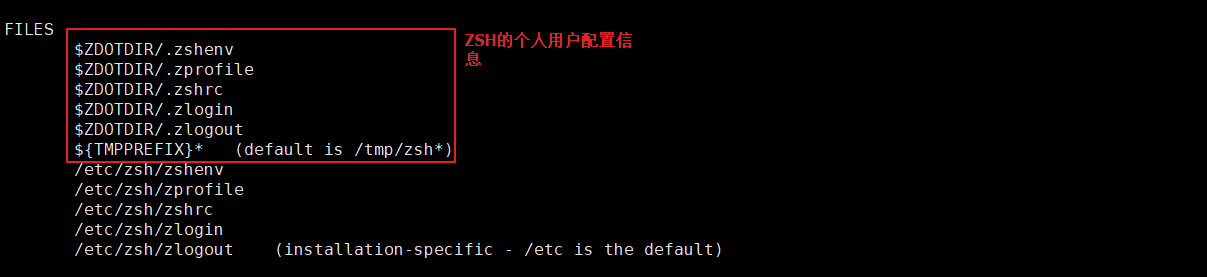 FILES
$ZDOTDIR/.zshenv
ZSH的个人用户配置信
息
$ZDOTDIR/.zprofile
$ZDOTDIR/.zshrc
$ZDOTDIR/.zlogin
$ZDOTDIR/.zlogout
${TMPPREFIX}*   (default is /tmp/zsh*)
/etc/zsh/zshenv
/etc/zsh/zprofile
/etc/zsh/zshrc
/etc/zsh/zlogin
/etc/zsh/zlogout    (installation-specific - /etc is the default)